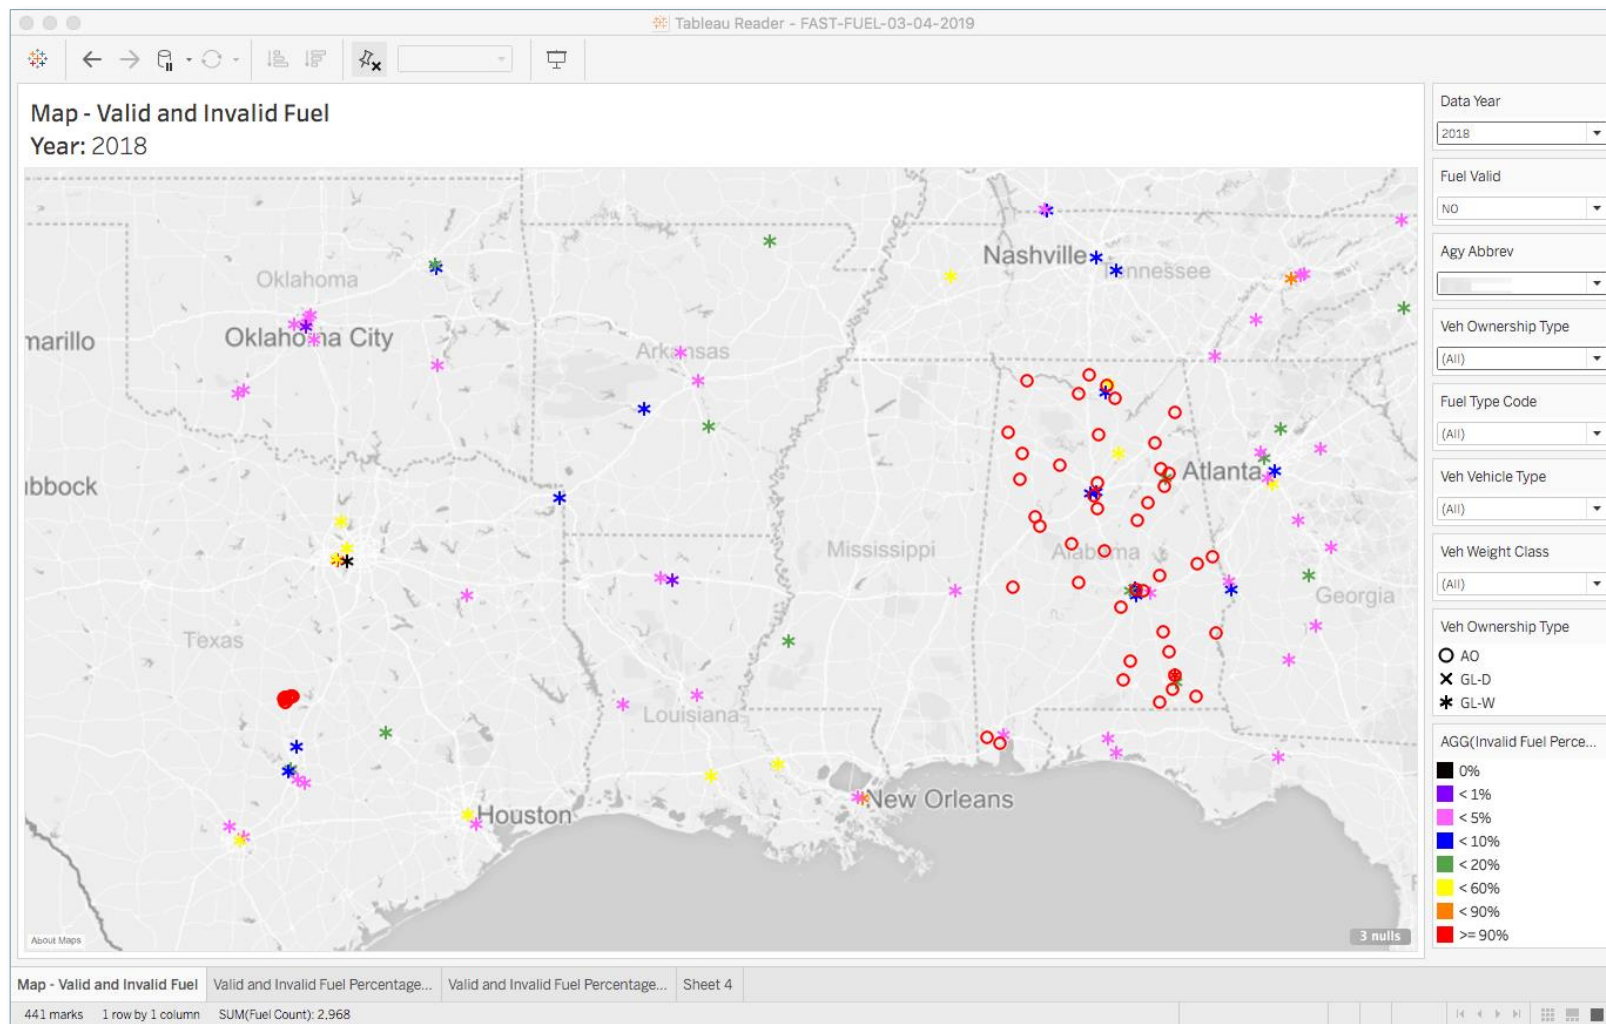 Tableau Reader - FAST-FUEL-03-04-2019
Map - Valid and Invalid Fuel
Year: 2018
Data Year
2018
Fuel Valid
NO
Agy Abbrev
Veh Ownership Type
(All)
Fuel Type Code
(All)
Veh Vehicle Type
(All)
Veh Weight Class
(All)
Veh Ownership Type
AO
GL-D
GL-W
AGG(Invalid Fuel Perce...
0%
< 1%
< 5%
< 10%
< 20%
< 60%
< 90%
>= 90%
Nashville
Tennessee
Oklahoma
Oklahoma City
marillo
Arkansas
Atlanta
ubbock
Mississippi
Alabama
Georgia
Texas
Louisiana
Houston
New Orleans
About Maps
3 nulls
Map - Valid and Invalid Fuel
Valid and Invalid Fuel Percentage...
Valid and Invalid Fuel Percentage...
Sheet 4
441 marks
1 row by 1 column
SUM(Fuel Count): 2,968